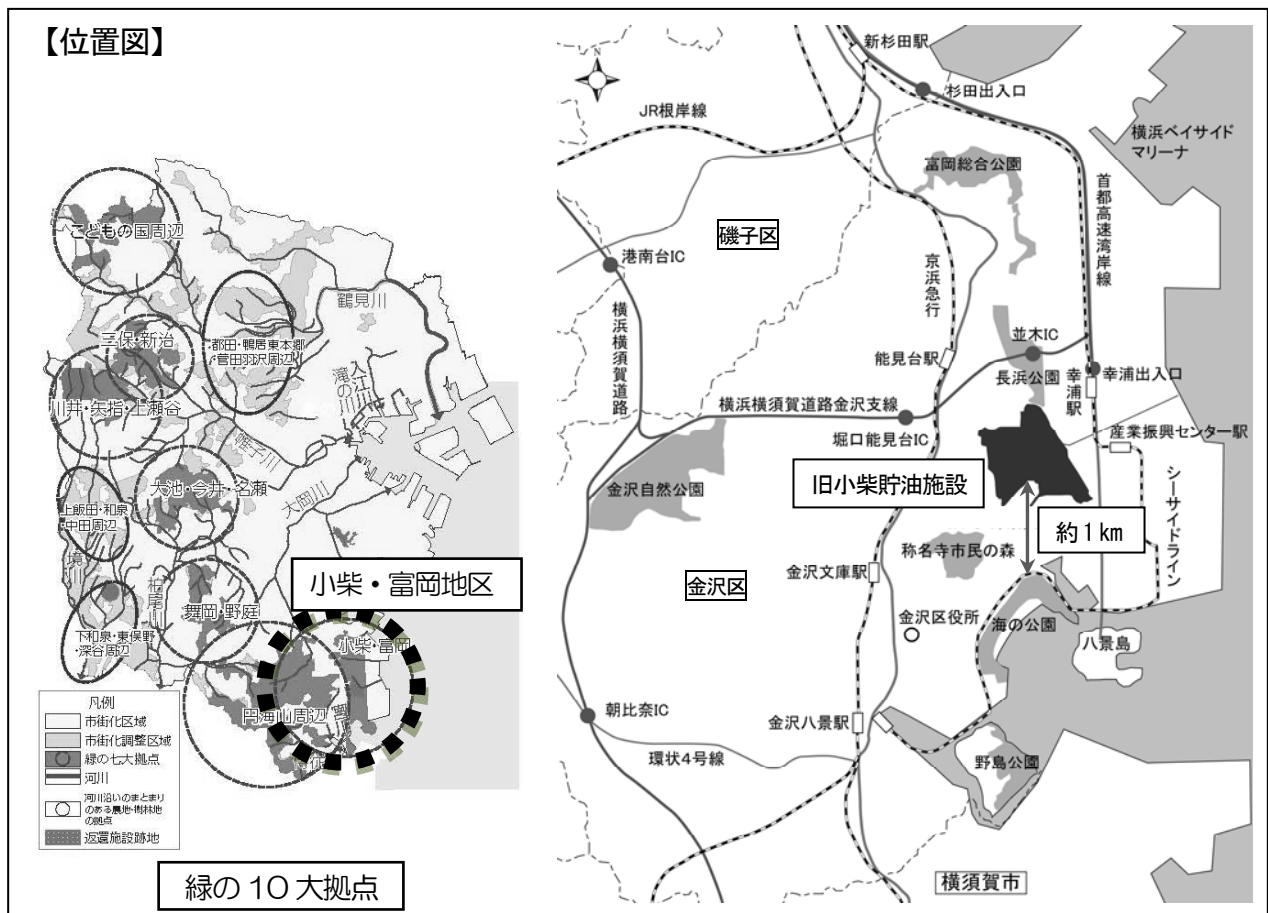 【位置図】
こどもの国周辺
三保・新治
都田・鴨居東本郷
・菅田羽沢周辺
鶴見川
入江川
滝の川
川井・矢指・上瀬谷
帷子川
大池・今井・名瀬
上飯田・和泉
・中田周辺
大岡川
境川
柏尾川
舞岡・野庭
下和泉・東俣野
・深谷周辺
小柴・富岡地区
小柴・富岡
円海山周辺
凡例
市街化区域
市街化調整区域
緑の七大拠点
河川
河川沿いのまとまり
のある農地・樹林地
の拠点
返還施設跡地
緑の10大拠点
N
新杉田駅
杉田出入口
JR根岸線
横浜ベイサイド
マリーナ
富岡総合公園
首都高速湾岸線
磯子区
港南台IC
京浜急行
横浜横須賀道路
並木IC
能見台駅
長浜公園
幸浦出入口
幸浦駅
横浜横須賀道路金沢支線
堀口能見台IC
産業振興センター駅
金沢自然公園
旧小柴貯油施設
シーサイドライン
約1km
称名寺市民の森
金沢文庫駅
金沢区
金沢区役所
海の公園
八景島
朝比奈IC
金沢八景駅
環状4号線
野島公園
横須賀市